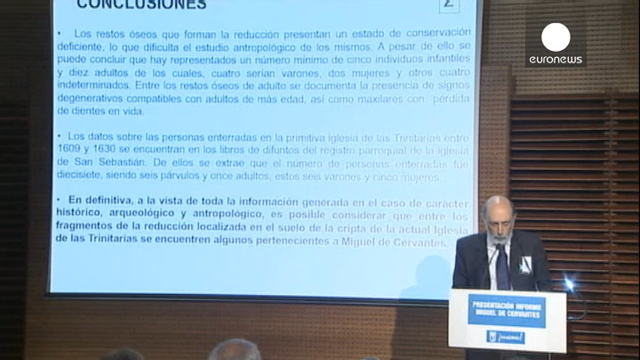 CONCLUSIONES
euronews
• Los restos óseos que forman la reducción presentan un estado de conservación
deficiente, lo que dificulta el estudio antropológico de los mismos. A pesar de ello se
puede concluir que hay representados un número mínimo de cinco individuos infantiles
y diez adultos de los cuales, cuatro serían varones, dos mujeres y otros cuatro
indeterminados. Entre los restos óseos de adulto se documenta la presencia de signos
degenerativos compatibles con adultos de más edad, así como maxilares con pérdida
de dientes en vida.
• Los datos sobre las personas enterradas en la primitiva iglesia de las Trinitarias entre
1609 y 1630 se encuentran en los libros de difuntos del registro parroquial de la Iglesia
de San Sebastián. De ellos se extrae que el número de personas enterradas fue
diecisiete, siendo seis párvulos y once adultos, estos seis varones y cinco mujeres.
• En definitiva, a la vista de toda la información generada en el caso de carácter
histórico, arqueológico y antropológico, es posible considerar que entre los
fragmentos de la reducción localizada en el suelo de la cripta de la actual Iglesia
de las Trinitarias se encuentren algunos pertenecientes a Miguel de Cervantes.
PRESENTACIÓN INFORME
MIGUEL DE CERVANTES
¡madrid!